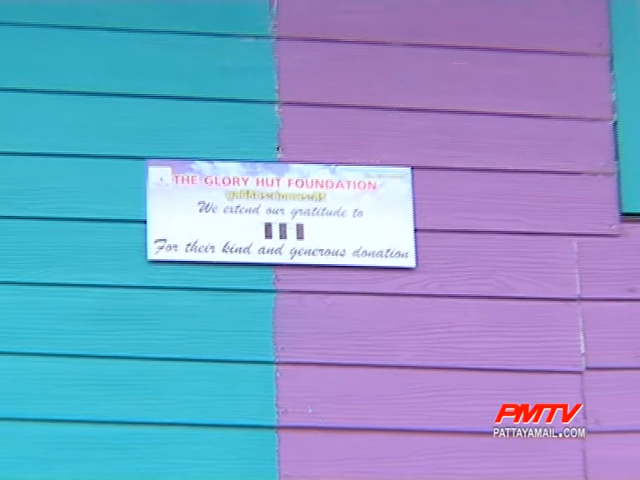 THE GLORY HUT FOUNDATION
We extend our gratitude to
For their kind and generous donation
PMTV
PATTAYAMAIL.COM